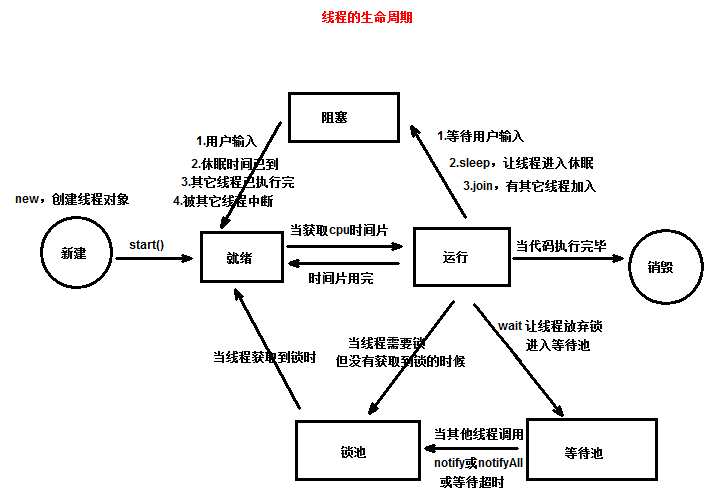 线程的生命周期
阻塞
1.用户输入
2.休眠时间已到
3.其它线程已执行完
4.被其它线程中断
1.等待用户输入
2.sleep，让线程进入休眠
3.join，有其它线程加入
new，创建线程对象
新建
start()
就绪
当获取cpu时间片
时间片用完
运行
当代码执行完毕
销毁
当线程获取到锁时
当线程需要锁
但没有获取到锁的时候
wait 让线程放弃锁
进入等待池
锁池
当其他线程调用
notify或notifyAll
或等待超时
等待池